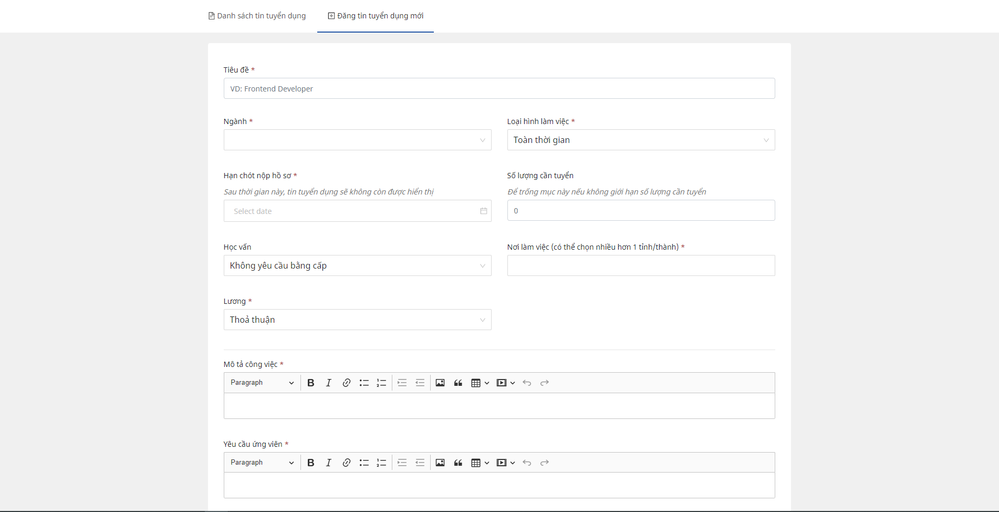 Danh sách tin tuyển dụng
Đăng tin tuyển dụng mới
Tiêu đề *
VD: Frontend Developer
Ngành *
Loại hình làm việc *
Toàn thời gian
Hạn chót nộp hồ sơ *
Số lượng cần tuyển
Sau thời gian này, tin tuyển dụng sẽ không còn được hiển thị
Để trống mục này nếu không giới hạn số lượng cần tuyển
Select date
0
Học vấn
Nơi làm việc (có thể chọn nhiều hơn 1 tỉnh/thành) *
Không yêu cầu bằng cấp
Lương *
Thoả thuận
Mô tả công việc *
Paragraph
Yêu cầu ứng viên *
Paragraph